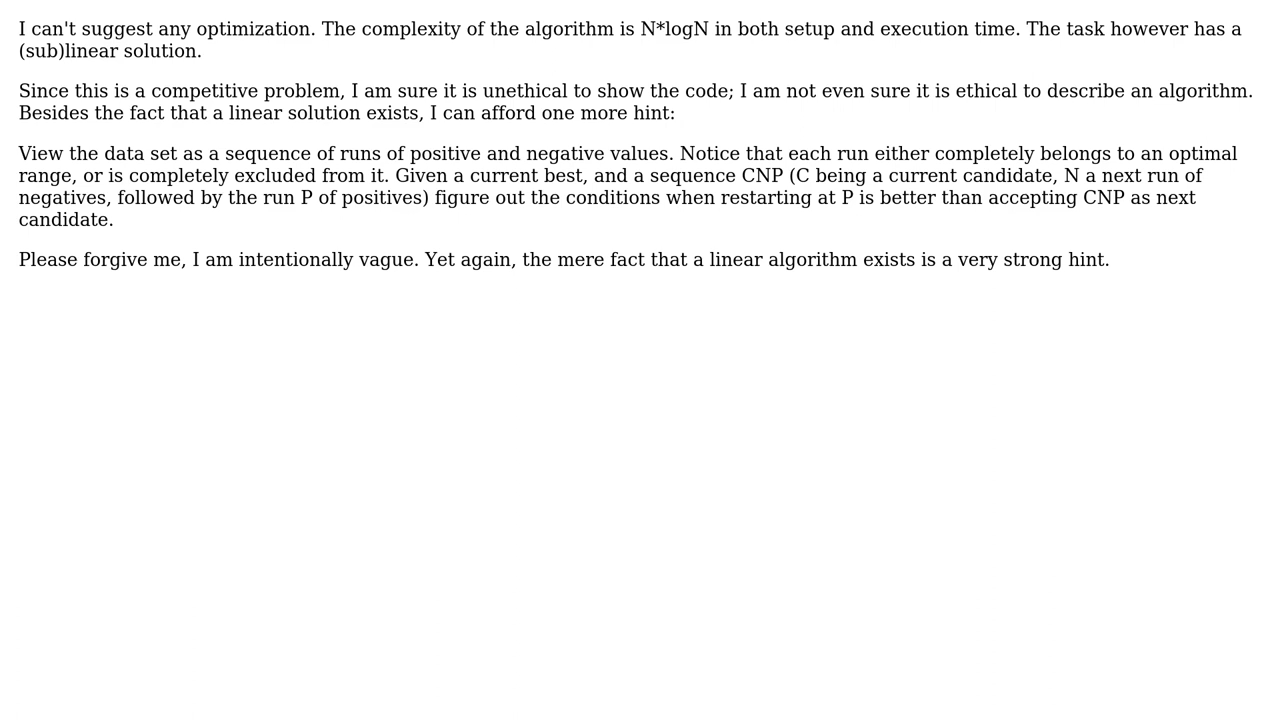 I can't suggest any optimization. The complexity of the algorithm is N*logN in both setup and execution time. The task however has a
(sub)linear solution.
Since this is a competitive problem, I am sure it is unethical to show the code; I am not even sure it is ethical to describe an algorithm.
Besides the fact that a linear solution exists, I can afford one more hint:
View the data set as a sequence of runs of positive and negative values. Notice that each run either completely belongs to an optimal
range, or is completely excluded from it. Given a current best, and a sequence CNP (C being a current candidate, N a next run of
negatives, followed by the run P of positives) figure out the conditions when restarting at P is better than accepting CNP as next
candidate.
Please forgive me, I am intentionally vague. Yet again, the mere fact that a linear algorithm exists is a very strong hint.